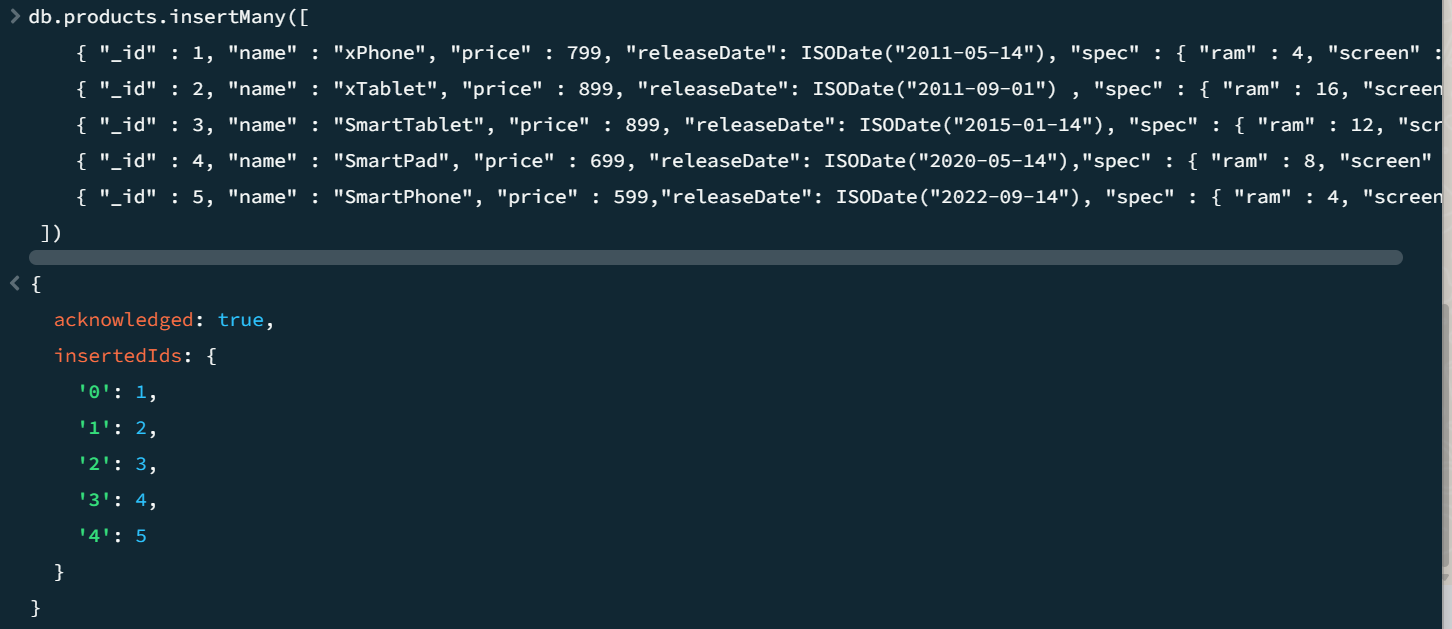 > db.products.insertMany([
{ "_id" : 1, "name" : "xPhone", "price" : 799, "releaseDate": ISODate("2011-05-14"), "spec" : { "ram" : 4, "screen" :
{ "_id" : 2, "name" : "xTablet", "price" : 899, "releaseDate": ISODate("2011-09-01") , "spec" : { "ram" : 16, "screen
{ "_id" : 3, "name" : "SmartTablet", "price" : 899, "releaseDate": ISODate("2015-01-14"), "spec" : { "ram" : 12, "scr
{ "_id" : 4, "name" : "SmartPad", "price" : 699, "releaseDate": ISODate("2020-05-14"),"spec" : { "ram" : 8, "screen"
{ "_id" : 5, "name" : "SmartPhone", "price" : 599,"releaseDate": ISODate("2022-09-14"), "spec" : { "ram" : 4, "screen
])
< {
acknowledged: true,
insertedIds: {
'0': 1,
'1': 2,
'2': 3,
'3': 4,
'4': 5
}
}